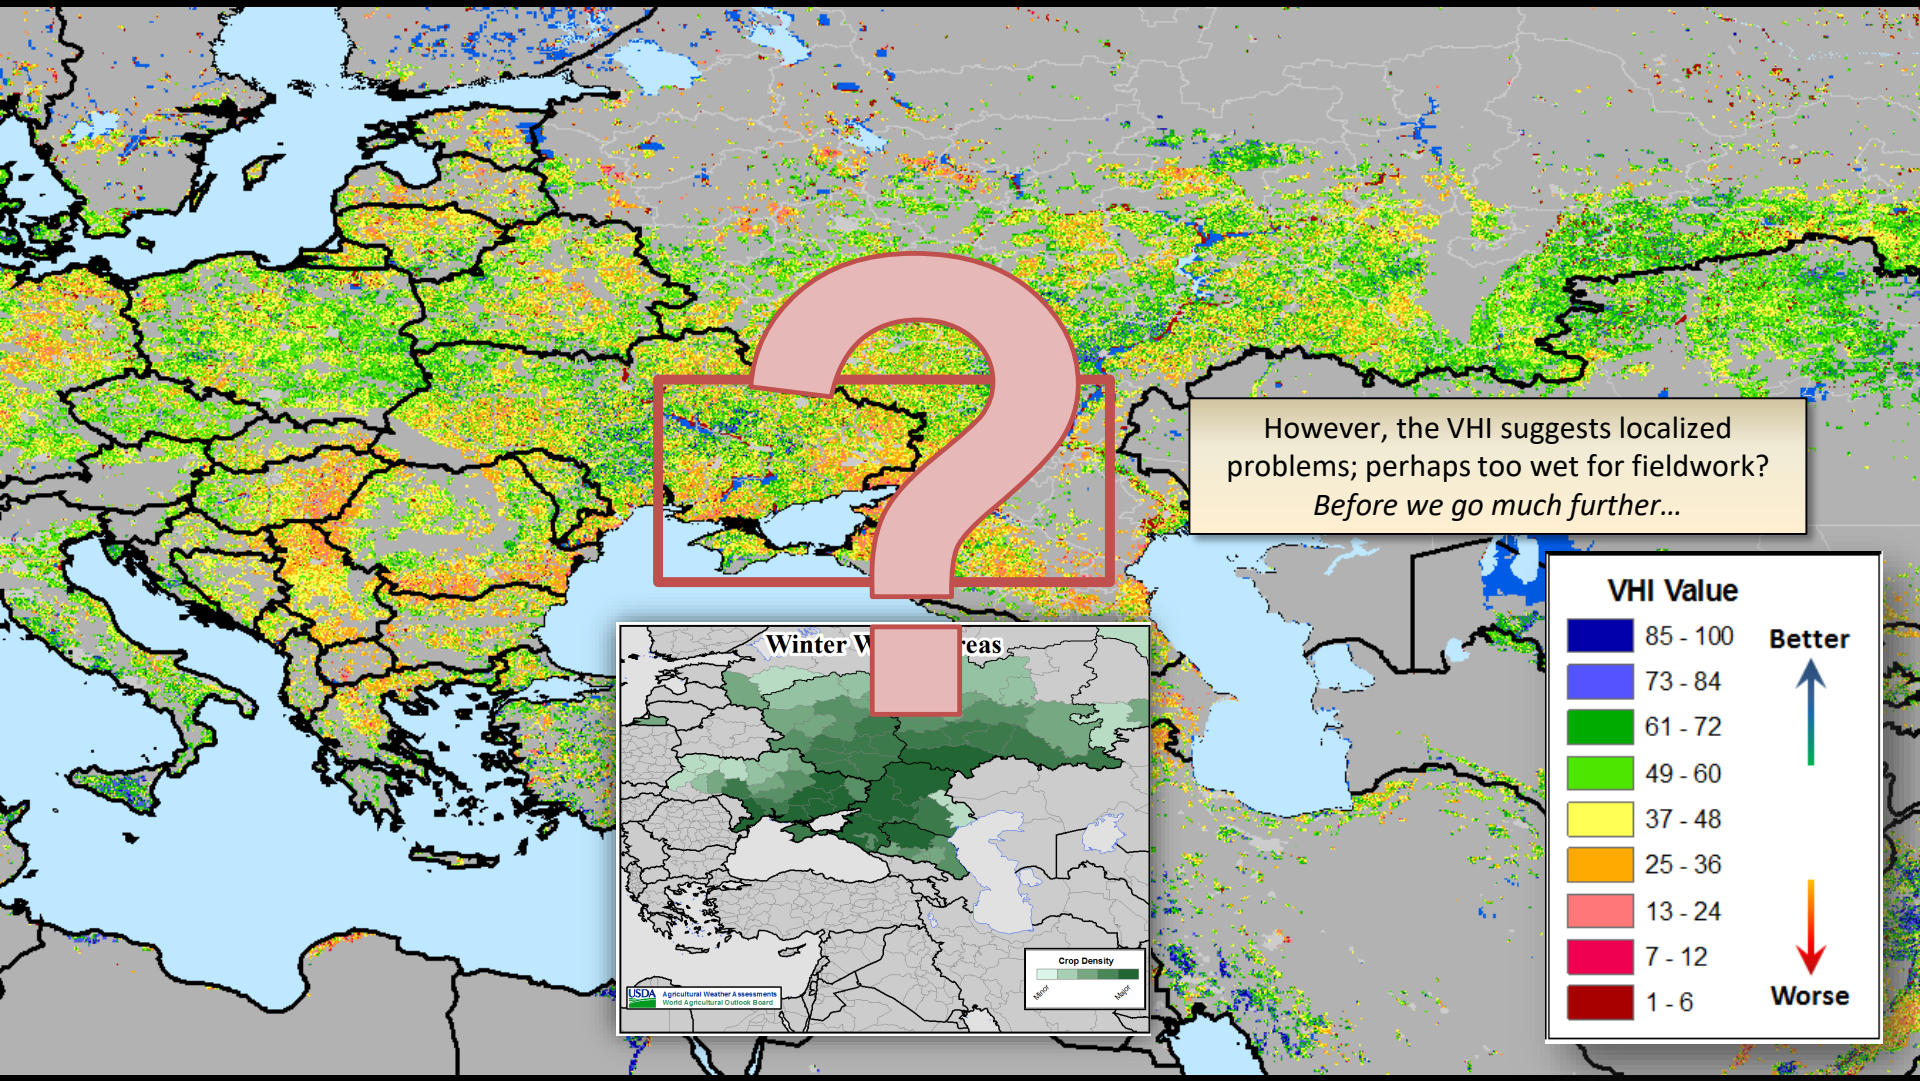 However, the VHI suggests localized
problems; perhaps too wet for fieldwork?
Before we go much further…
VHI Value
85 - 100
Better
73 - 84
61 - 72
49 - 60
37 - 48
25 - 36
13 - 24
7 - 12
Worse
1 - 6
Winter W
reas
Crop Density
Minor
Major
USDA
Agricultural Weather Assessments
World Agricultural Outlook Board
?